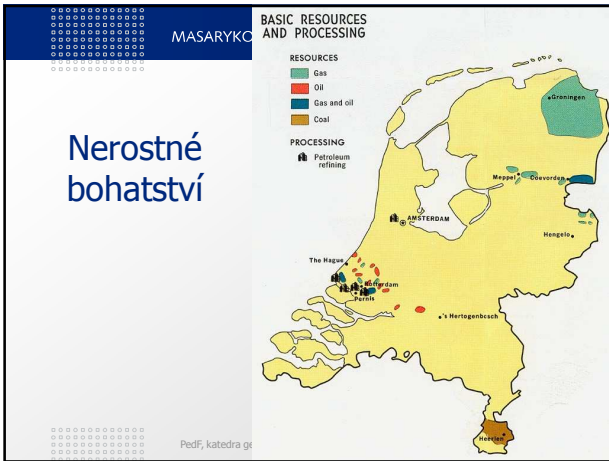 MASARYKO
Nerostné
bohatství
PedF, katedra ge
BASIC RESOURCES
AND PROCESSING
RESOURCES
Gas
Oil
Gas and oil
Coal
PROCESSING
Petroleum
refining
Groningen
Meppel
Coevorden
AMSTERDAM
Hengelo
The Hague
Rotterdam
Pernis
's Hertogenbosch
Heerlen